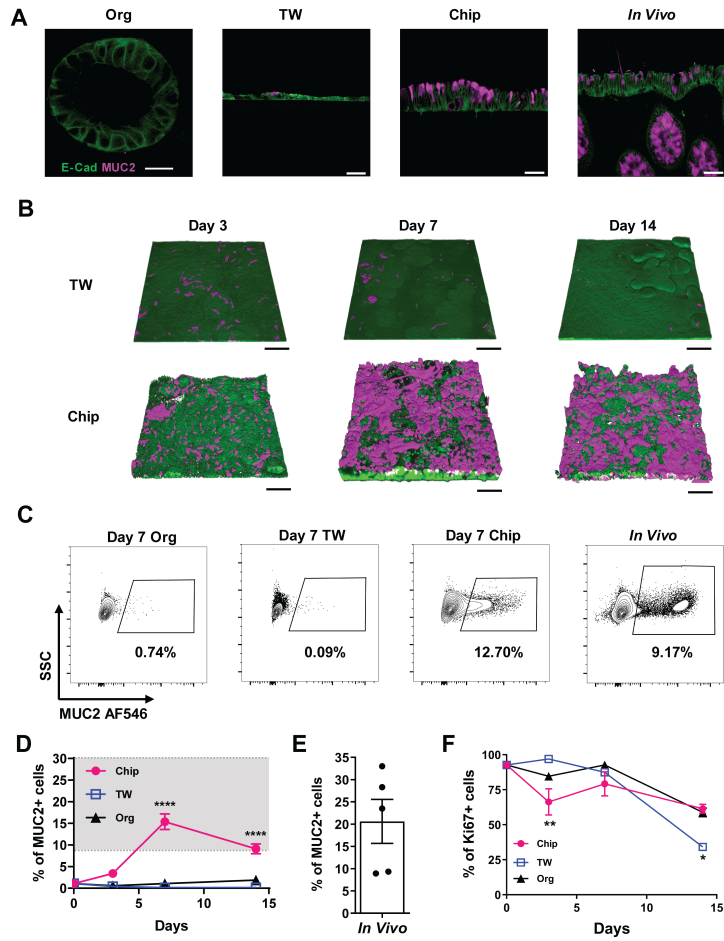 A
Org
TW
Chip
In Vivo
E-Cad MUC2
B
Day 3
Day 7
Day 14
TW
Chip
C
Day 7 Org
Day 7 TW
Day 7 Chip
In Vivo
0.74%
0.09%
12.70%
9.17%
SSC
MUC2 AF546
D
% of MUC2+ cells
30
25
20
15
10
5
0
0
5
10
15
Days
Chip
TW
Org
****
****
E
% of MUC2+ cells
35
30
25
20
15
10
5
0
In Vivo
F
% of Ki67+ cells
100
75
50
25
0
0
5
10
15
Days
**
*
Chip
TW
Org